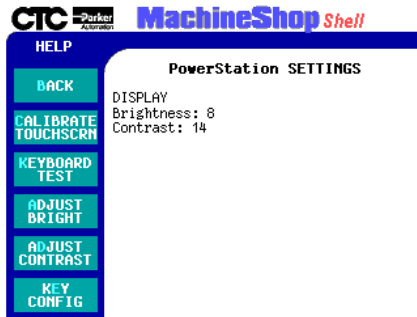 CTC Parker Automation MachineShop Shell
HELP
PowerStation SETTINGS
BACK
DISPLAY
Brightness: 8
Contrast: 14
CALIBRATE
TOUCHSCRN
KEYBOARD
TEST
ADJUST
BRIGHT
ADJUST
CONTRAST
KEY
CONFIG